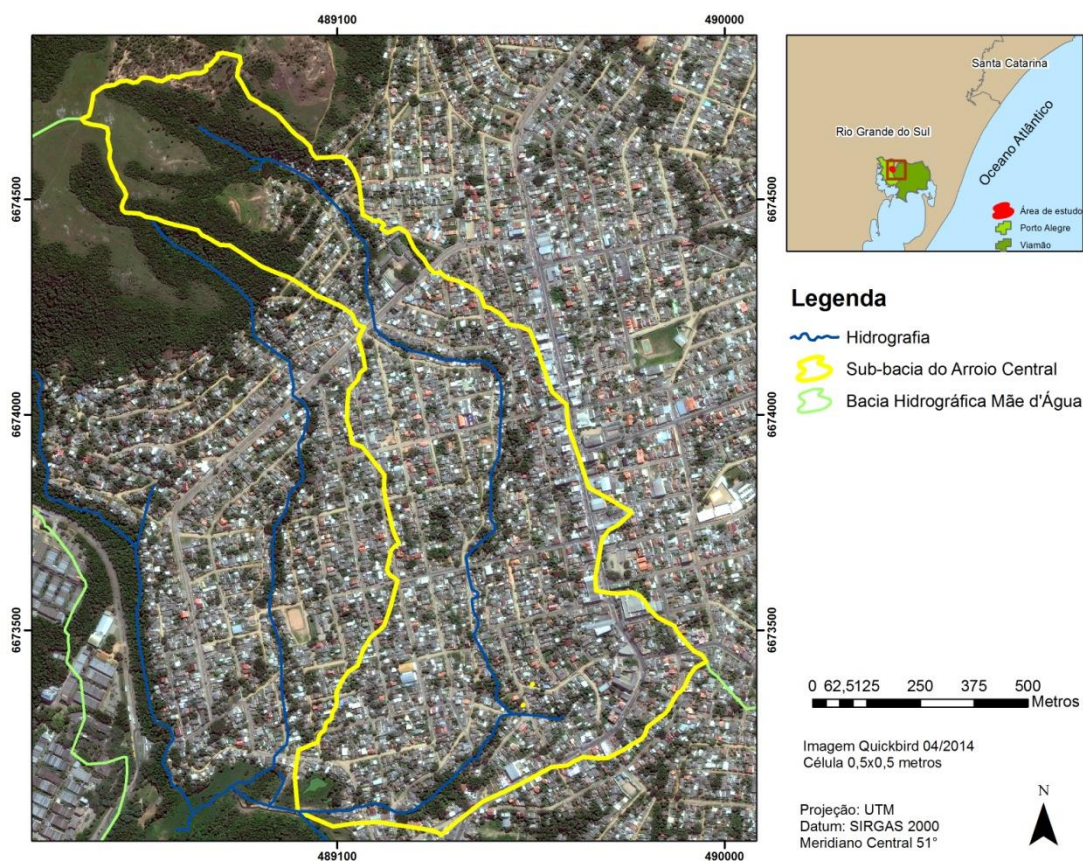 489100
490000
6674500
6674000
6673500
6674500
6674000
6673500
489100
490000
Santa Catarina
Rio Grande do Sul
Oceano Atlântico
Área de estudo
Porto Alegre
Viamão
Legenda
Hidrografia
Sub-bacia do Arroio Central
Bacia Hidrográfica Mãe d'Água
0 62,5125 250 375 500
Metros
Imagem Quickbird 04/2014
Célula 0,5x0,5 metros
Projeção: UTM
Datum: SIRGAS 2000
Meridiano Central 51°
N